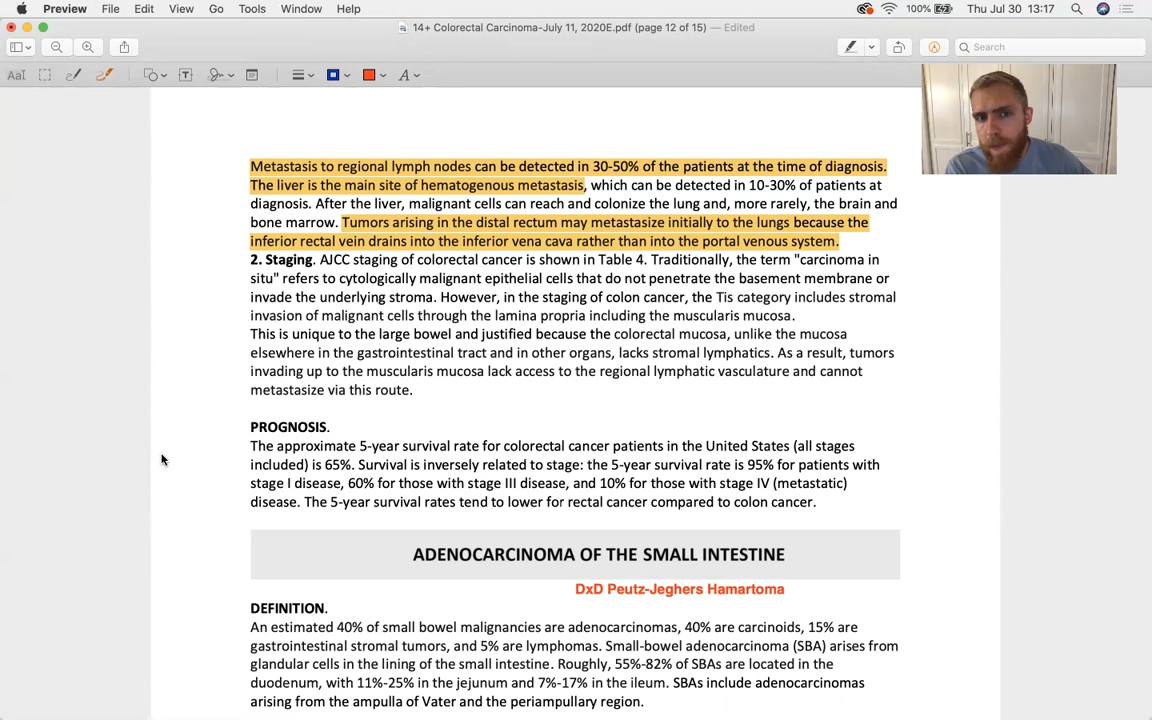 Preview File Edit View Go Tools Window Help 100% Thu Jul 30 13:17
14+ Colorectal Carcinoma-July 11, 2020E.pdf (page 12 of 15) — Edited
Search
AaI T A
Metastasis to regional lymph nodes can be detected in 30-50% of the patients at the time of diagnosis.
The liver is the main site of hematogenous metastasis, which can be detected in 10-30% of patients at
diagnosis. After the liver, malignant cells can reach and colonize the lung and, more rarely, the brain and
bone marrow. Tumors arising in the distal rectum may metastasize initially to the lungs because the
inferior rectal vein drains into the inferior vena cava rather than into the portal venous system.
2. Staging. AJCC staging of colorectal cancer is shown in Table 4. Traditionally, the term "carcinoma in
situ" refers to cytologically malignant epithelial cells that do not penetrate the basement membrane or
invade the underlying stroma. However, in the staging of colon cancer, the Tis category includes stromal
invasion of malignant cells through the lamina propria including the muscularis mucosa.
This is unique to the large bowel and justified because the colorectal mucosa, unlike the mucosa
elsewhere in the gastrointestinal tract and in other organs, lacks stromal lymphatics. As a result, tumors
invading up to the muscularis mucosa lack access to the regional lymphatic vasculature and cannot
metastasize via this route.
PROGNOSIS.
The approximate 5-year survival rate for colorectal cancer patients in the United States (all stages
included) is 65%. Survival is inversely related to stage: the 5-year survival rate is 95% for patients with
stage I disease, 60% for those with stage III disease, and 10% for those with stage IV (metastatic)
disease. The 5-year survival rates tend to lower for rectal cancer compared to colon cancer.
ADENOCARCINOMA OF THE SMALL INTESTINE
DxD Peutz-Jeghers Hamartoma
DEFINITION.
An estimated 40% of small bowel malignancies are adenocarcinomas, 40% are carcinoids, 15% are
gastrointestinal stromal tumors, and 5% are lymphomas. Small-bowel adenocarcinoma (SBA) arises from
glandular cells in the lining of the small intestine. Roughly, 55%-82% of SBAs are located in the
duodenum, with 11%-25% in the jejunum and 7%-17% in the ileum. SBAs include adenocarcinomas
arising from the ampulla of Vater and the periampullary region.